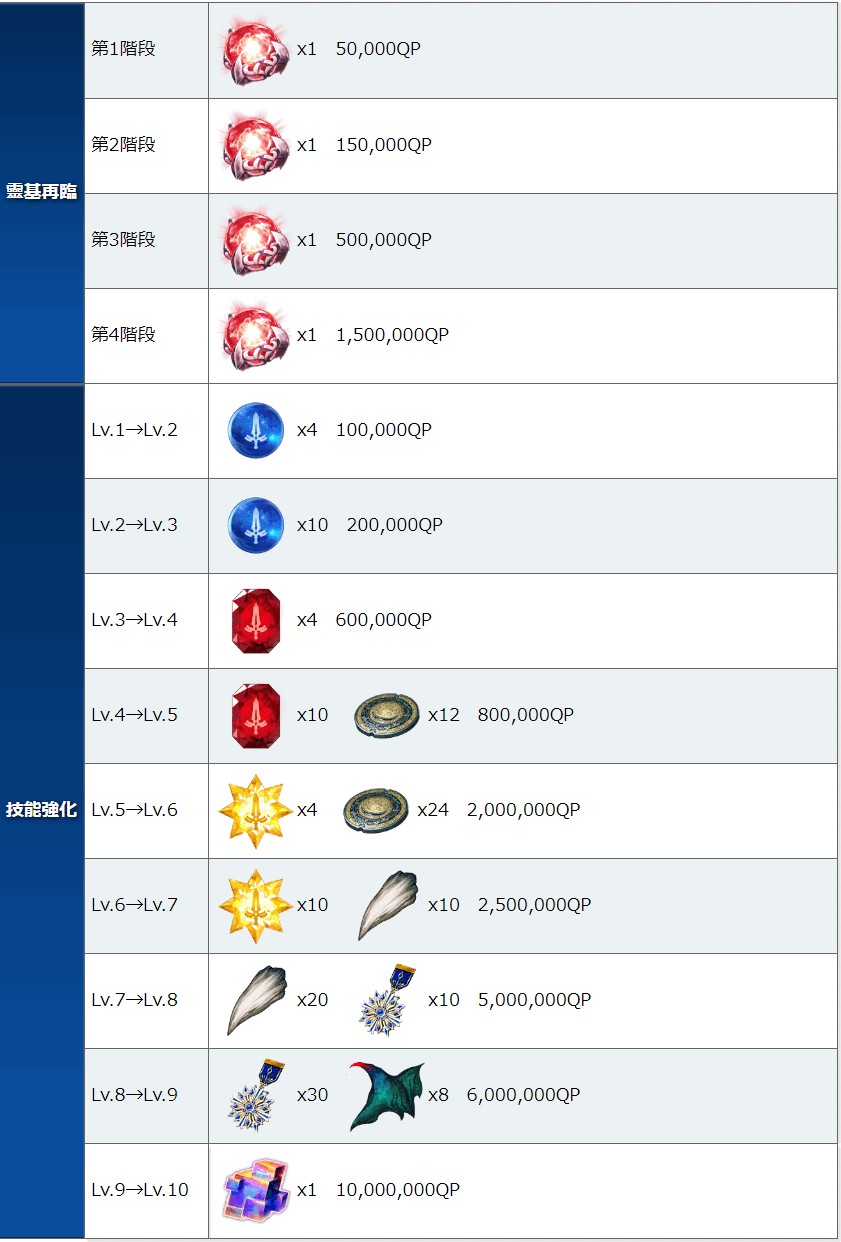 靈基再臨
第1階段 x1 50,000QP
第2階段 x1 150,000QP
第3階段 x1 500,000QP
第4階段 x1 1,500,000QP
技能強化
Lv.1→Lv.2 x4 100,000QP
Lv.2→Lv.3 x10 200,000QP
Lv.3→Lv.4 x4 600,000QP
Lv.4→Lv.5 x10 x12 800,000QP
Lv.5→Lv.6 x4 x24 2,000,000QP
Lv.6→Lv.7 x10 x10 2,500,000QP
Lv.7→Lv.8 x20 x10 5,000,000QP
Lv.8→Lv.9 x30 x8 6,000,000QP
Lv.9→Lv.10 x1 10,000,000QP